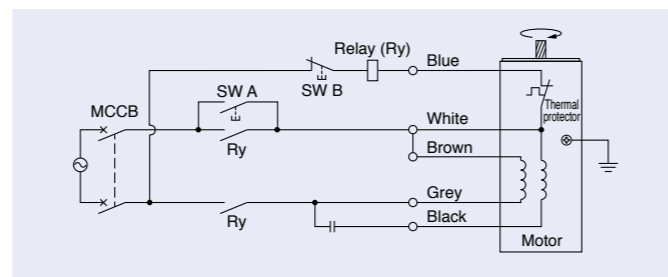 Relay (Ry)
Blue
SW B
SW A
MCCB
Thermal
protector
White
Ry
Brown
Grey
Ry
Black
Motor